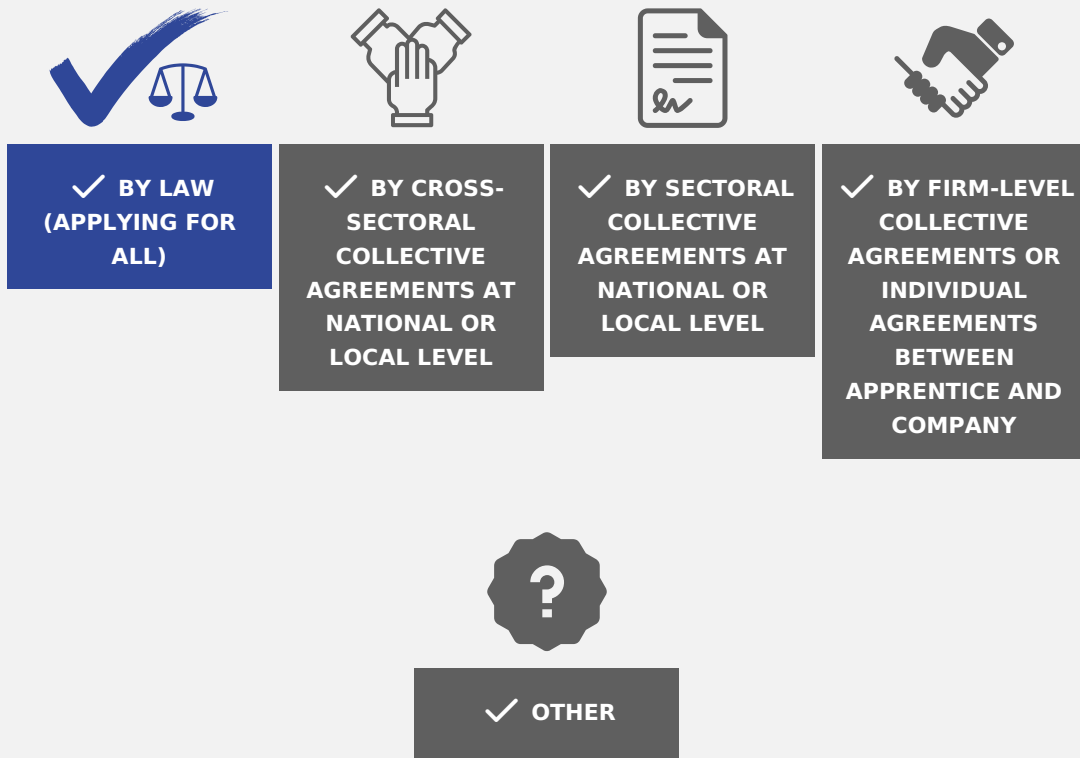 BY LAW
(APPLYING FOR
ALL)
BY CROSS-
SECTORAL
COLLECTIVE
AGREEMENTS AT
NATIONAL OR
LOCAL LEVEL
BY SECTORAL
COLLECTIVE
AGREEMENTS AT
NATIONAL OR
LOCAL LEVEL
BY FIRM-LEVEL
COLLECTIVE
AGREEMENTS OR
INDIVIDUAL
AGREEMENTS
BETWEEN
APPRENTICE AND
COMPANY
?
OTHER